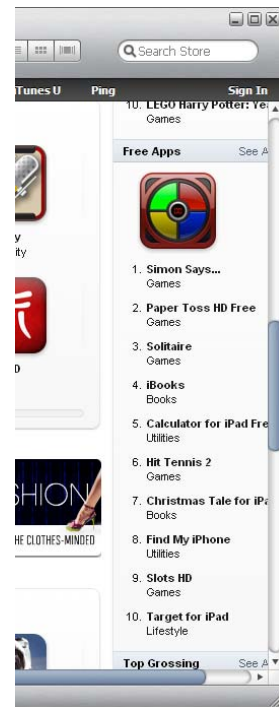 Search Store
iTunes U Ping Sign In
10. LEGO Harry Potter: Ye
Games
Free Apps See A
y
ity
1. Simon Says...
Games
2. Paper Toss HD Free
Games
D
3. Solitaire
Games
4. iBooks
Books
5. Calculator for iPad Fre
Utilities
6. Hit Tennis 2
Games
SHION
7. Christmas Tale for iPa
Books
HE CLOTHES-MINDED
8. Find My iPhone
Utilities
9. Slots HD
Games
10. Target for iPad
Lifestyle
Top Grossing See A